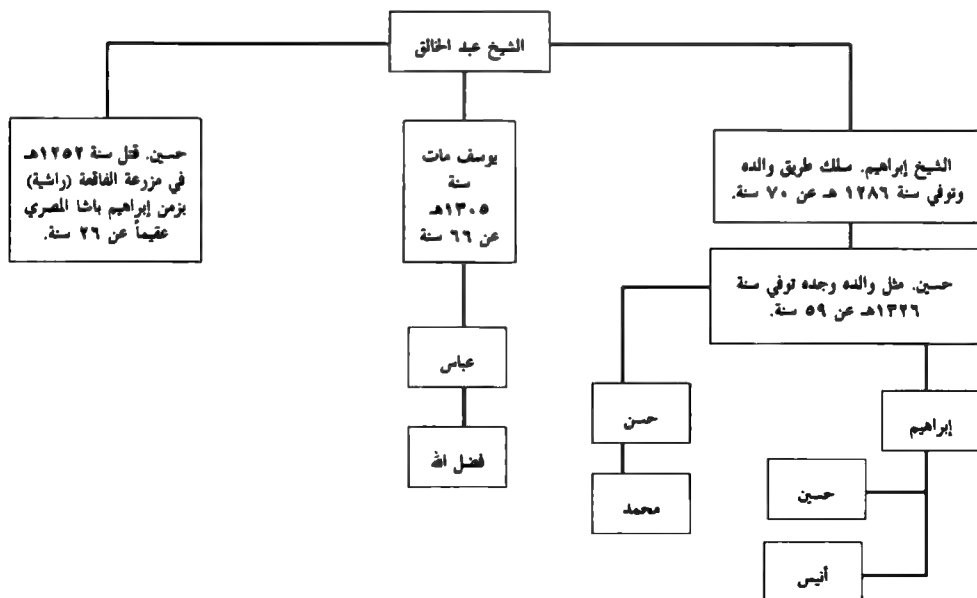 الشيخ عبد الخالق
الشيخ إبراهيم. سلك طريق والده
وتوفي سنة ١٢٨٦ هـ عن ٧٠ سنة.
يوسف مات
سنة
١٣٠٥هـ
عن ٦٦ سنة
حسين. قتل سنة ١٢٥٢هـ
في مزرعة الفاقعة (راشية)
بزمن إبراهيم باشا المصري
عقيماً عن ٢٦ سنة.
حسين. مثل والده وجده توفي سنة
١٣٢٦هـ عن ٥٩ سنة.
عباس
فضل الله
حسن
محمد
إبراهيم
حسين
أنيس